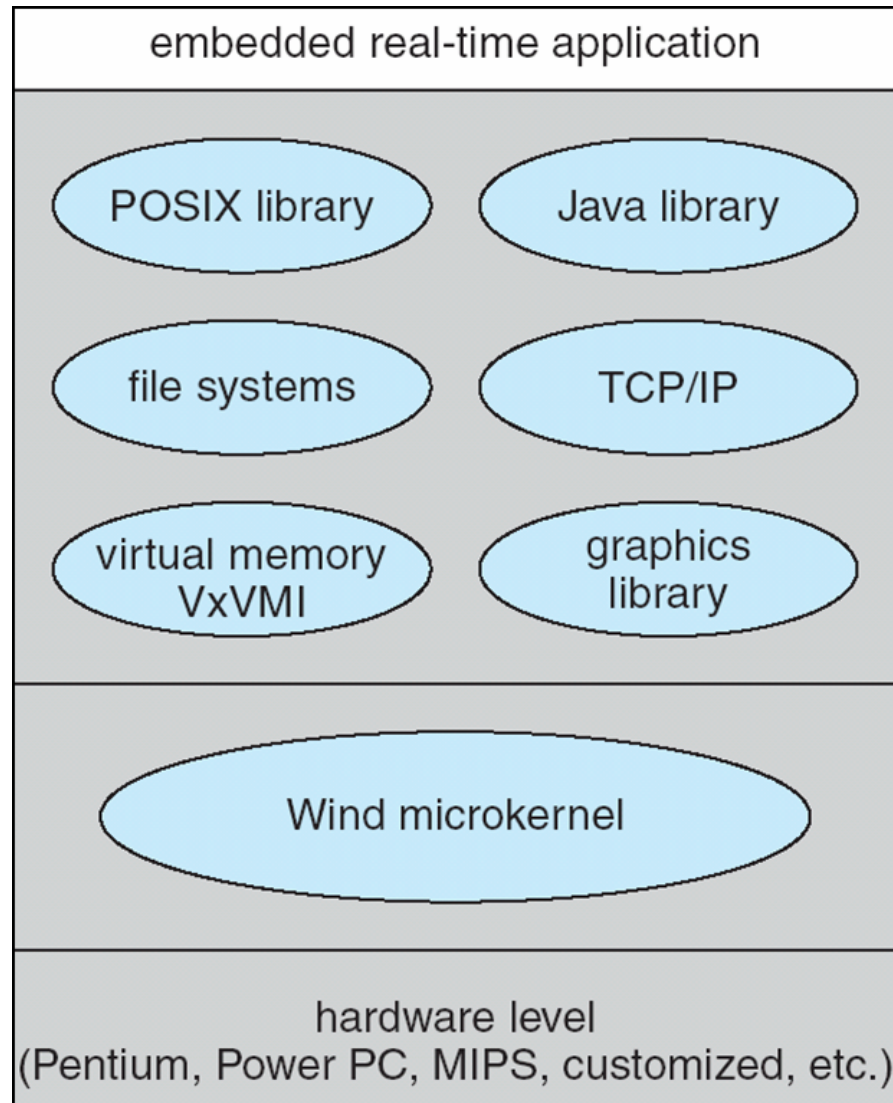 embedded real-time application
POSIX library
Java library
file systems
TCP/IP
virtual memory
VxVMI
graphics
library
Wind microkernel
hardware level
(Pentium, Power PC, MIPS, customized, etc.)